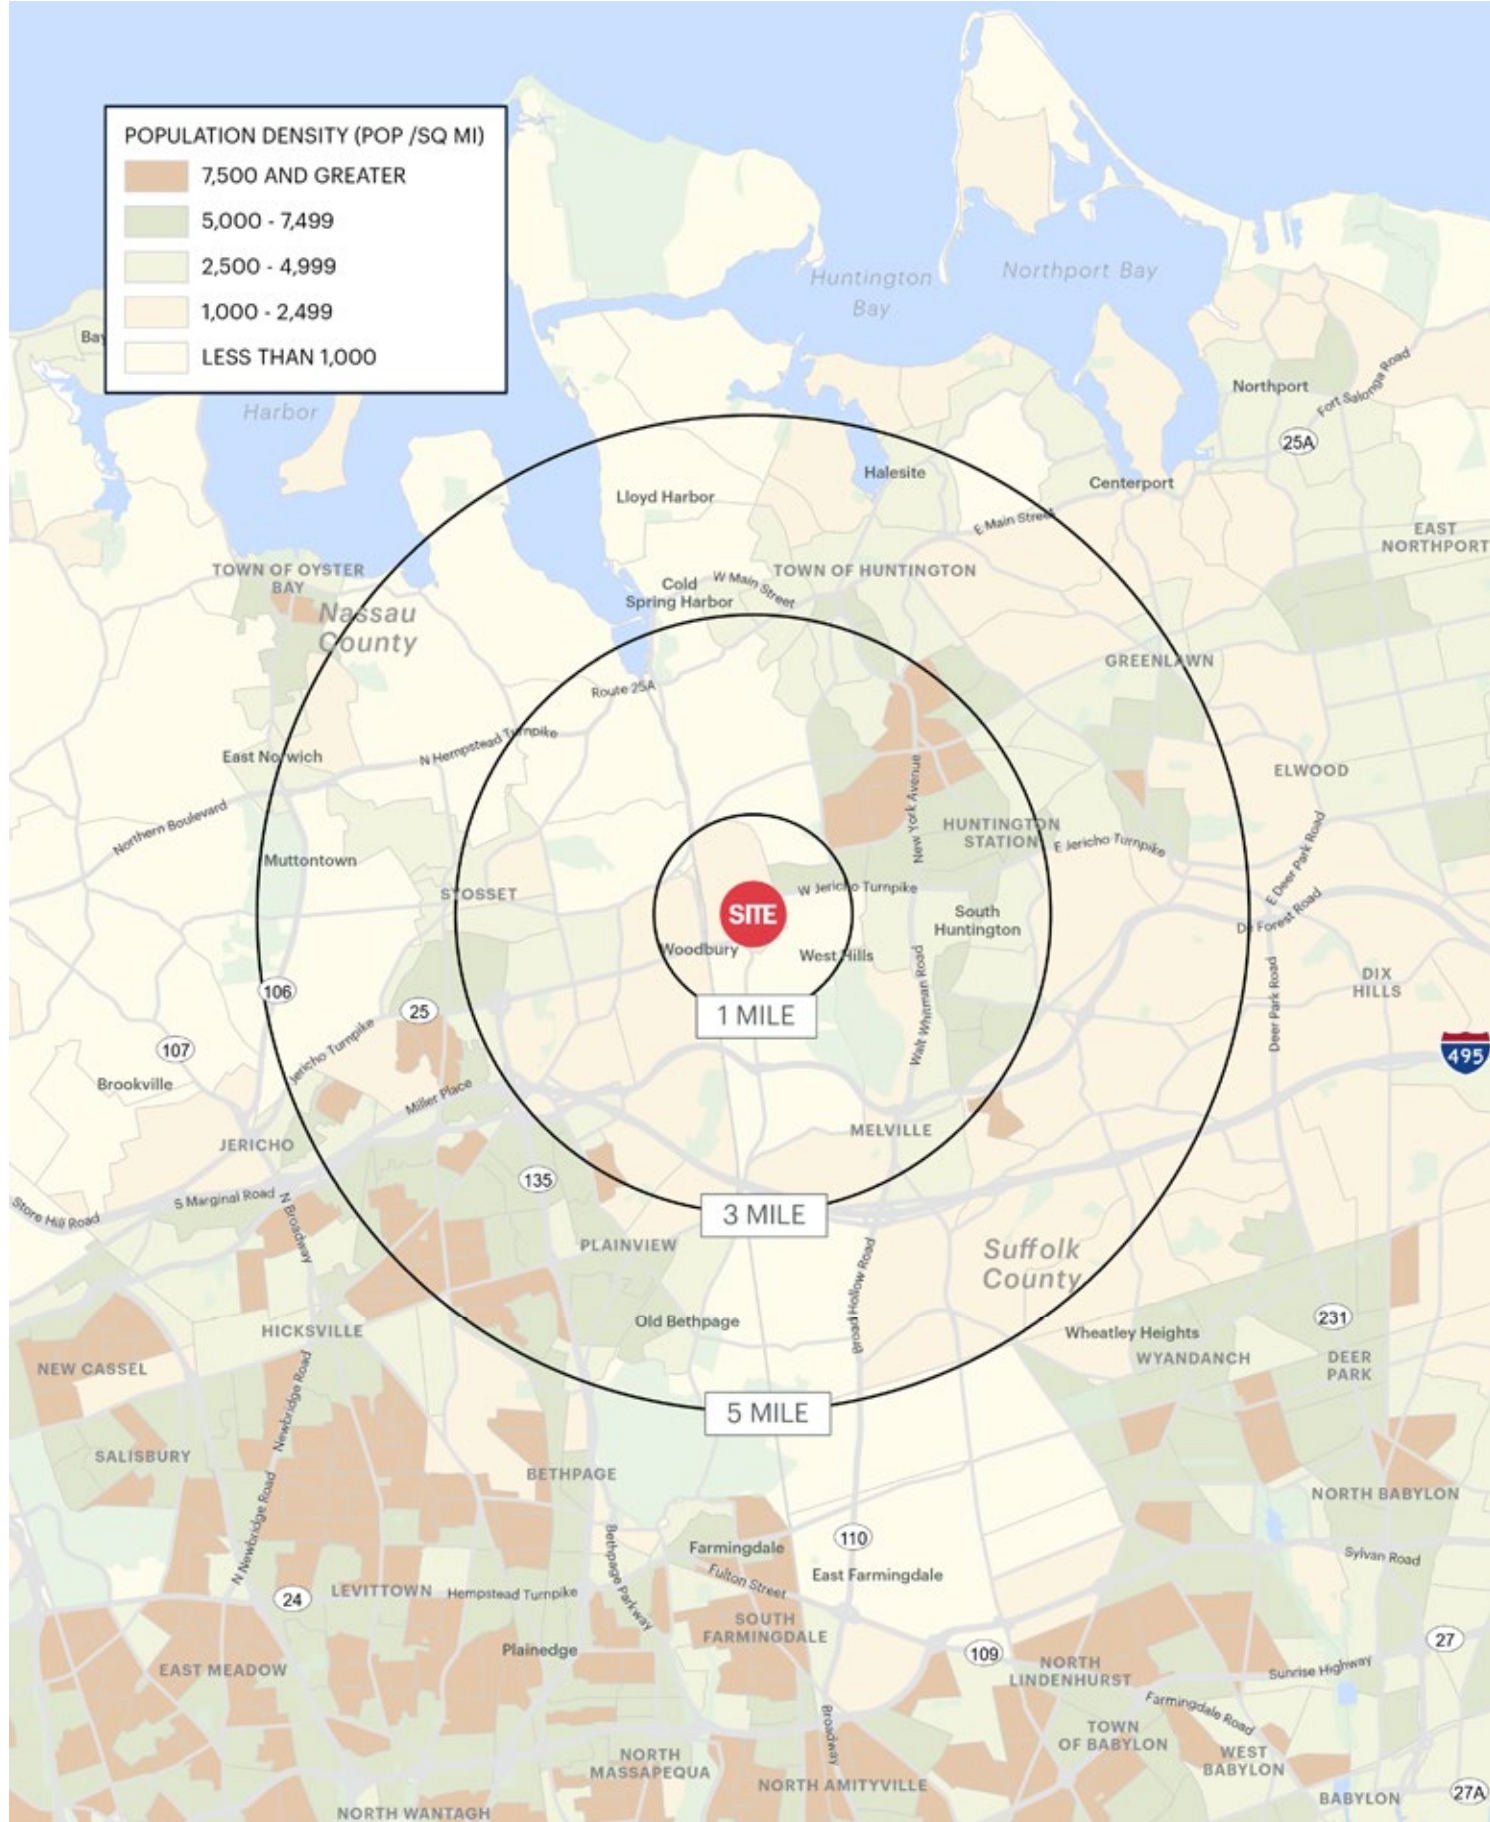 POPULATION DENSITY (POP /SQ MI)
7,500 AND GREATER
5,000 - 7,499
2,500 - 4,999
1,000 - 2,499
LESS THAN 1,000
Huntington
Bay
Northport Bay
Bay
Harbor
Northport
Fort Salonga Road
25A
Halesite
Centerport
Lloyd Harbor
E Main Street
EAST
NORTHPORT
TOWN OF OYSTER
BAY
TOWN OF HUNTINGTON
Cold
Spring Harbor
W Main Street
Nassau
County
GREENLAWN
Route 25A
N Hempstead Turnpike
East Norwich
ELWOOD
Northern Boulevard
New York Avenue
HUNTINGTON
STATION
E Jericho Turnpike
E Deer Park Road
Muttontown
W Jericho Turnpike
SITE
South
Huntington
De Forest Road
Woodbury
West Hills
DIX
HILLS
106
25
1 MILE
Walt Whitman Road
Deer Park Road
107
Jericho Turnpike
495
Brookville
Miller Place
MELVILLE
JERICHO
135
S Marginal Road
N Broadway
Store Hill Road
3 MILE
PLAINVIEW
Suffolk
County
Broad Hollow Road
Old Bethpage
231
HICKSVILLE
Wheatley Heights
WYANDANCH
DEER
PARK
NEW CASSEL
Newbridge Road
5 MILE
SALISBURY
BETHPAGE
NORTH BABYLON
N Newbridge Road
110
Farmingdale
Sylvan Road
Bethpage Parkway
Fulton Street
East Farmingdale
24
LEVITTOWN
Hempstead Turnpike
SOUTH
FARMINGDALE
27
Plainedge
109
EAST MEADOW
NORTH
LINDENHURST
Sunrise Highway
Farmingdale Road
Broadway
TOWN
OF BABYLON
WEST
BABYLON
NORTH
MASSAPEQUA
NORTH AMITYVILLE
27A
BABYLON
NORTH WANTAGH